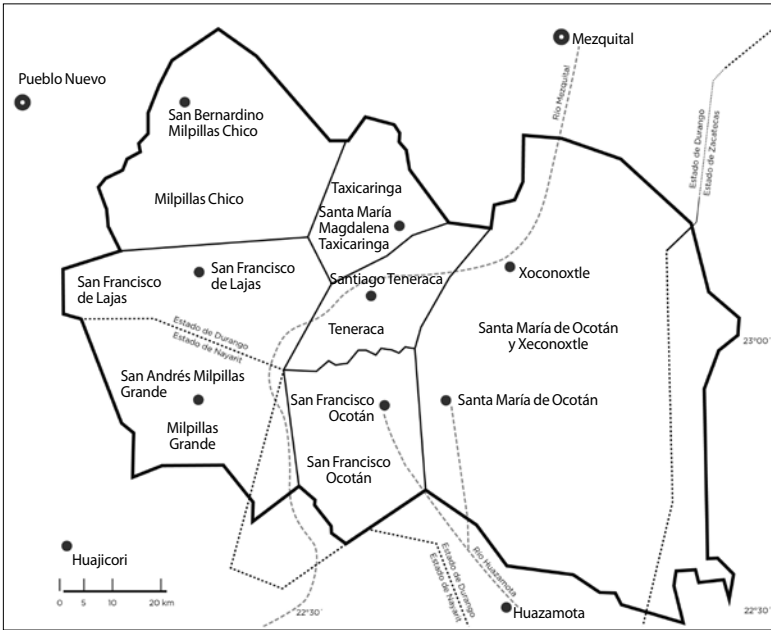 Mezquital
Pueblo Nuevo
San Bernardino
Milpillas Chico
Río Mezquital
Estado de Durango
Estado de Zacatecas
Milpillas Chico
Taxicaringa
Santa María
Magdalena
Taxicaringa
San Francisco
de Lajas
San Francisco
de Lajas
Santiago Teneraca
Xoconoxtle
Estado de Durango
Estado de Nayarit
Teneraca
Santa María de Ocotán
y Xeconoxtle
23°00´
San Andrés Milpillas
Grande
San Francisco
Ocotán
Santa María de Ocotán
Milpillas
Grande
San Francisco
Ocotán
Huajicori
Río Huazamota
Estado de Durango
Estado de Nayarit
0 5 10 20 km
22°30´
Huazamota
22°30´